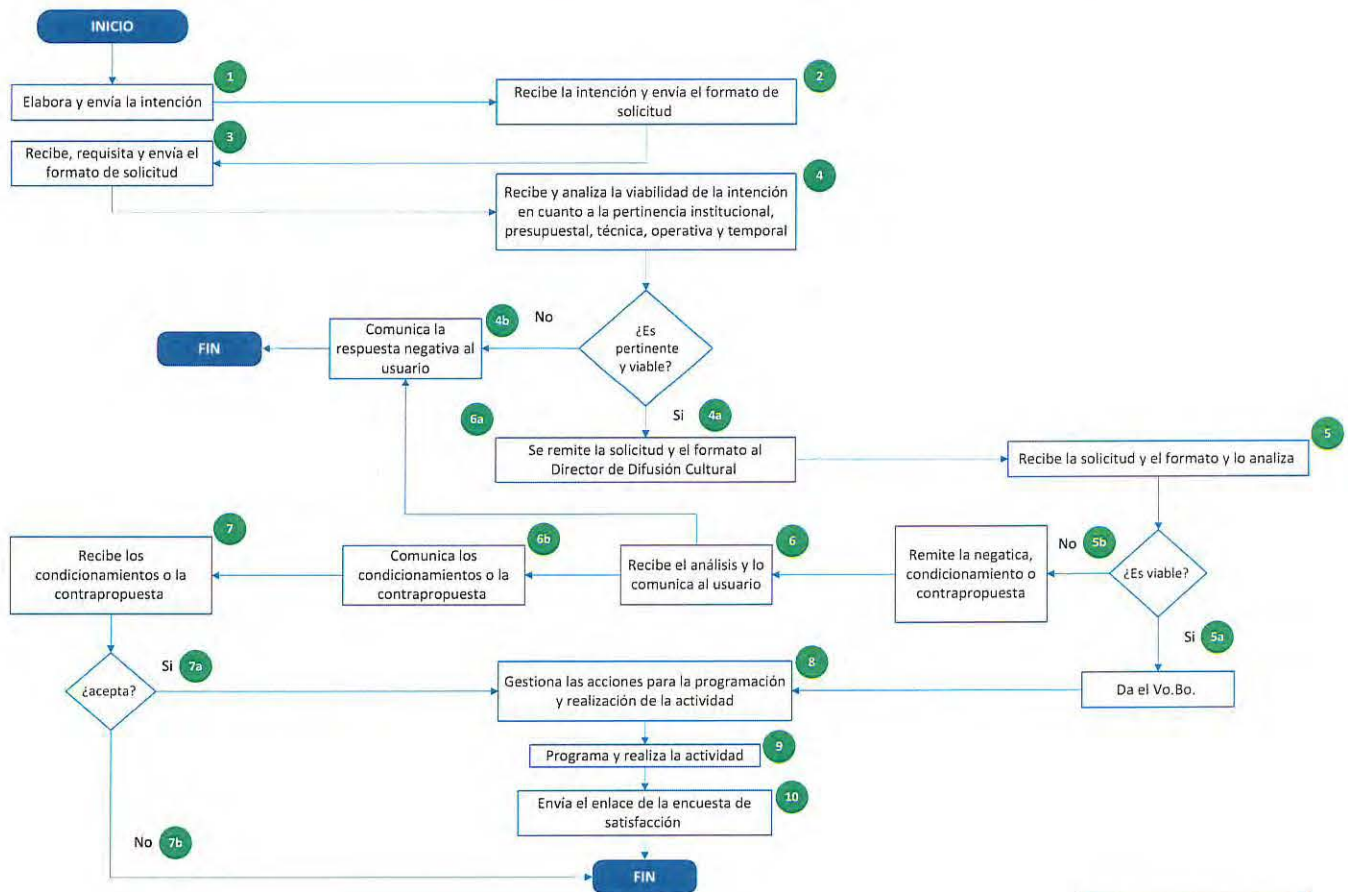 INICIO
1
Elabora y envía la intención
2
Recibe la intención y envía el formato de
solicitud
3
Recibe, requisita y envía el
formato de solicitud
4
Recibe y analiza la viabilidad de la intención
en cuanto a la pertinencia institucional,
presupuestal, técnica, operativa y temporal
¿Es
pertinente
y viable?
No
4b
Comunica la
respuesta negativa al
usuario
FIN
Si
4a
6a
Se remite la solicitud y el formato al
Director de Difusión Cultural
5
Recibe la solicitud y el formato y lo analiza
¿Es viable?
No
5b
Remite la negatica,
condicionamiento o
contrapropuesta
6
Recibe el análisis y lo
comunica al usuario
6b
Comunica los
condicionamientos o la
contrapropuesta
7
Recibe los
condicionamientos o la
contrapropuesta
Si
5a
Da el Vo.Bo.
¿acepta?
Si
7a
8
Gestiona las acciones para la programación
y realización de la actividad
9
Programa y realiza la actividad
10
Envía el enlace de la encuesta de
satisfacción
No
7b
FIN